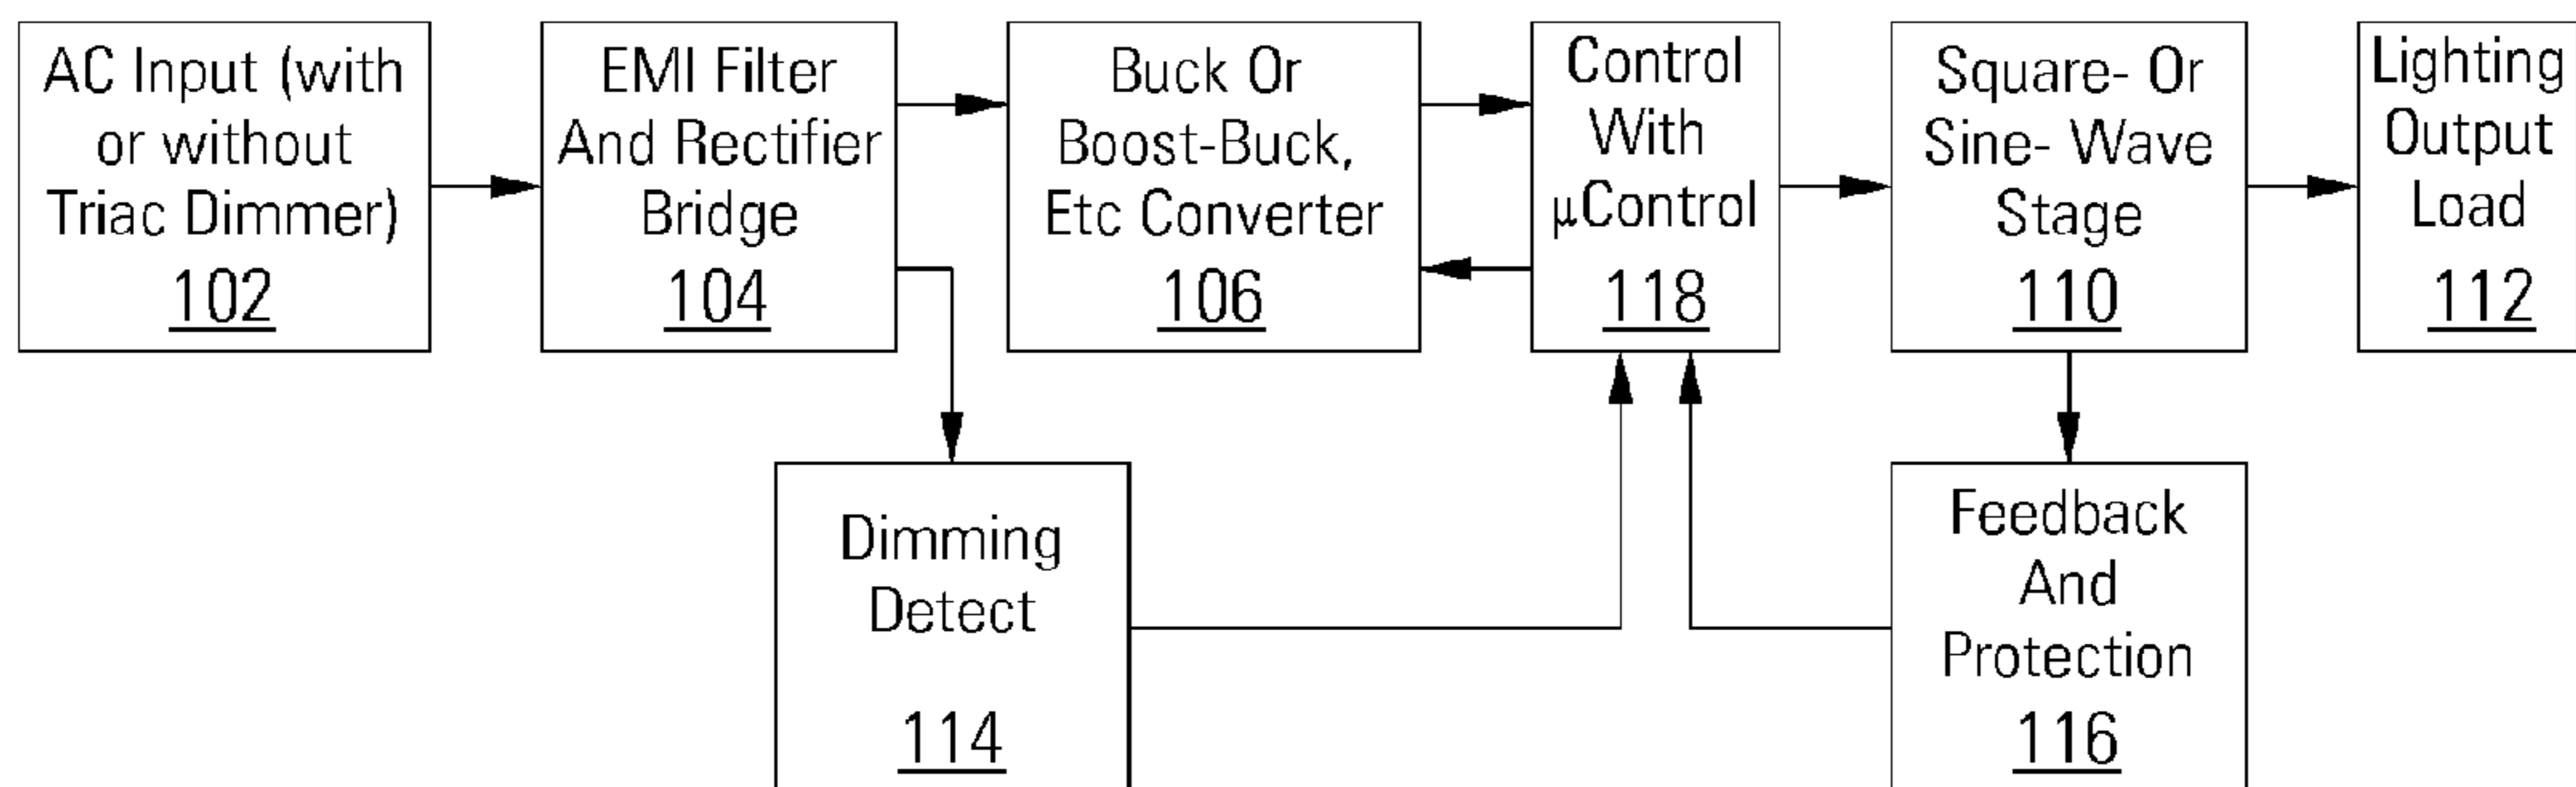 AC Input (with
or without
Triac Dimmer)
102
EMI Filter
And Rectifier
Bridge
104
Buck Or
Boost-Buck,
Etc Converter
106
Control
With
μControl
118
Square- Or
Sine- Wave
Stage
110
Lighting
Output
Load
112
Dimming
Detect
114
Feedback
And
Protection
116